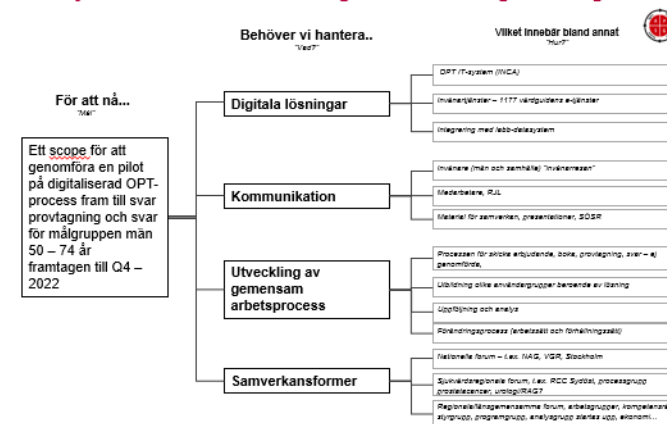 Behöver vi hantera..
"Vad?"
Vilket innebär bland annat
"Hur?"
För att nå...
"Mål"
Ett scope för att
genomföra en pilot
på digitaliserad OPT-
process fram till svar
provtagning och svar
för målgruppen män
50 – 74 år
framtagen till Q4 –
2022
Digitala lösningar
OPT IT-system (INCA)
Invånartjänster – 1177 vårdguidens e-tjänster
Integrering med labb-datasystem
Kommunikation
Invånare (män och samhälle) "Invånarresan"
Medarbetare, RJL
Material för samverkan, presentationer, SÖSR
Utveckling av
gemensam
arbetsprocess
Processen för skicka erbjudande, boka, provtagning, svar – ej
genomförda,
Utbildning olika användargrupper beroende av lösning
Uppföljning och analys
Förändringsprocess (arbetssätt och förhållningssätt)
Samverkansformer
Nationella forum – t.ex. NAG, VGR, Stockholm
Sjukvårdsregionala forum, t.ex. RCC Sydöst, processgrupp
prostatacancer, urologi/RAG?
Regionala/länsgemensamma forum, arbetsgrupper, kompetens
styrgrupp, programgrupp, analysgrupp startas upp, ekonomi...